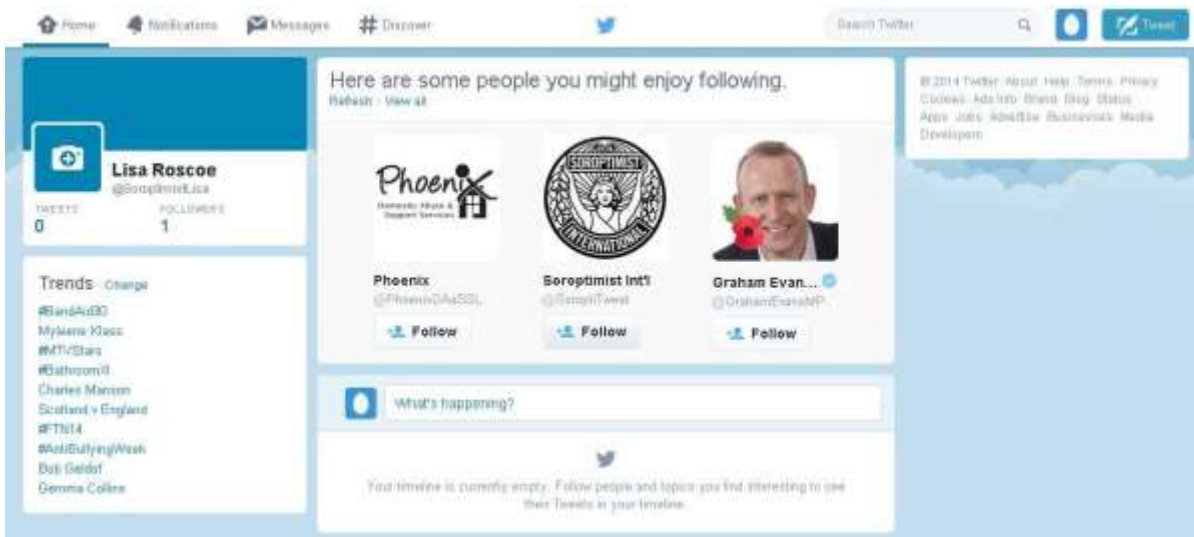 Home Notifications Messages Discover
Search Twitter
Tweet
Lisa Roscoe
@SoroptimistLisa
TWEETS FOLLOWERS
0 1
Trends Change
#BandAid30
Myleene Klass
#MTVStars
Charles Manson
Scotland v England
#FTN14
#AntiBullyingWeek
Bob Geldof
Gemma Collins
Here are some people you might enjoy following.
Refresh · View all
Phoenix
Domestic Abuse &
Support Services
SOROPTIMIST
INTERNATIONAL
Phoenix
@PhoenixDAaSSL
Follow
Soroptimist Int'l
@SoroptiTweet
Follow
Graham Evan...
@GrahamEvansMP
Follow
What's happening?
Your timeline is currently empty. Follow people and topics you find interesting to see
their Tweets in your timeline.
© 2014 Twitter About Help Terms Privacy
Cookies Ads info Brand Blog Status
Apps Jobs Advertise Businesses Media
Developers